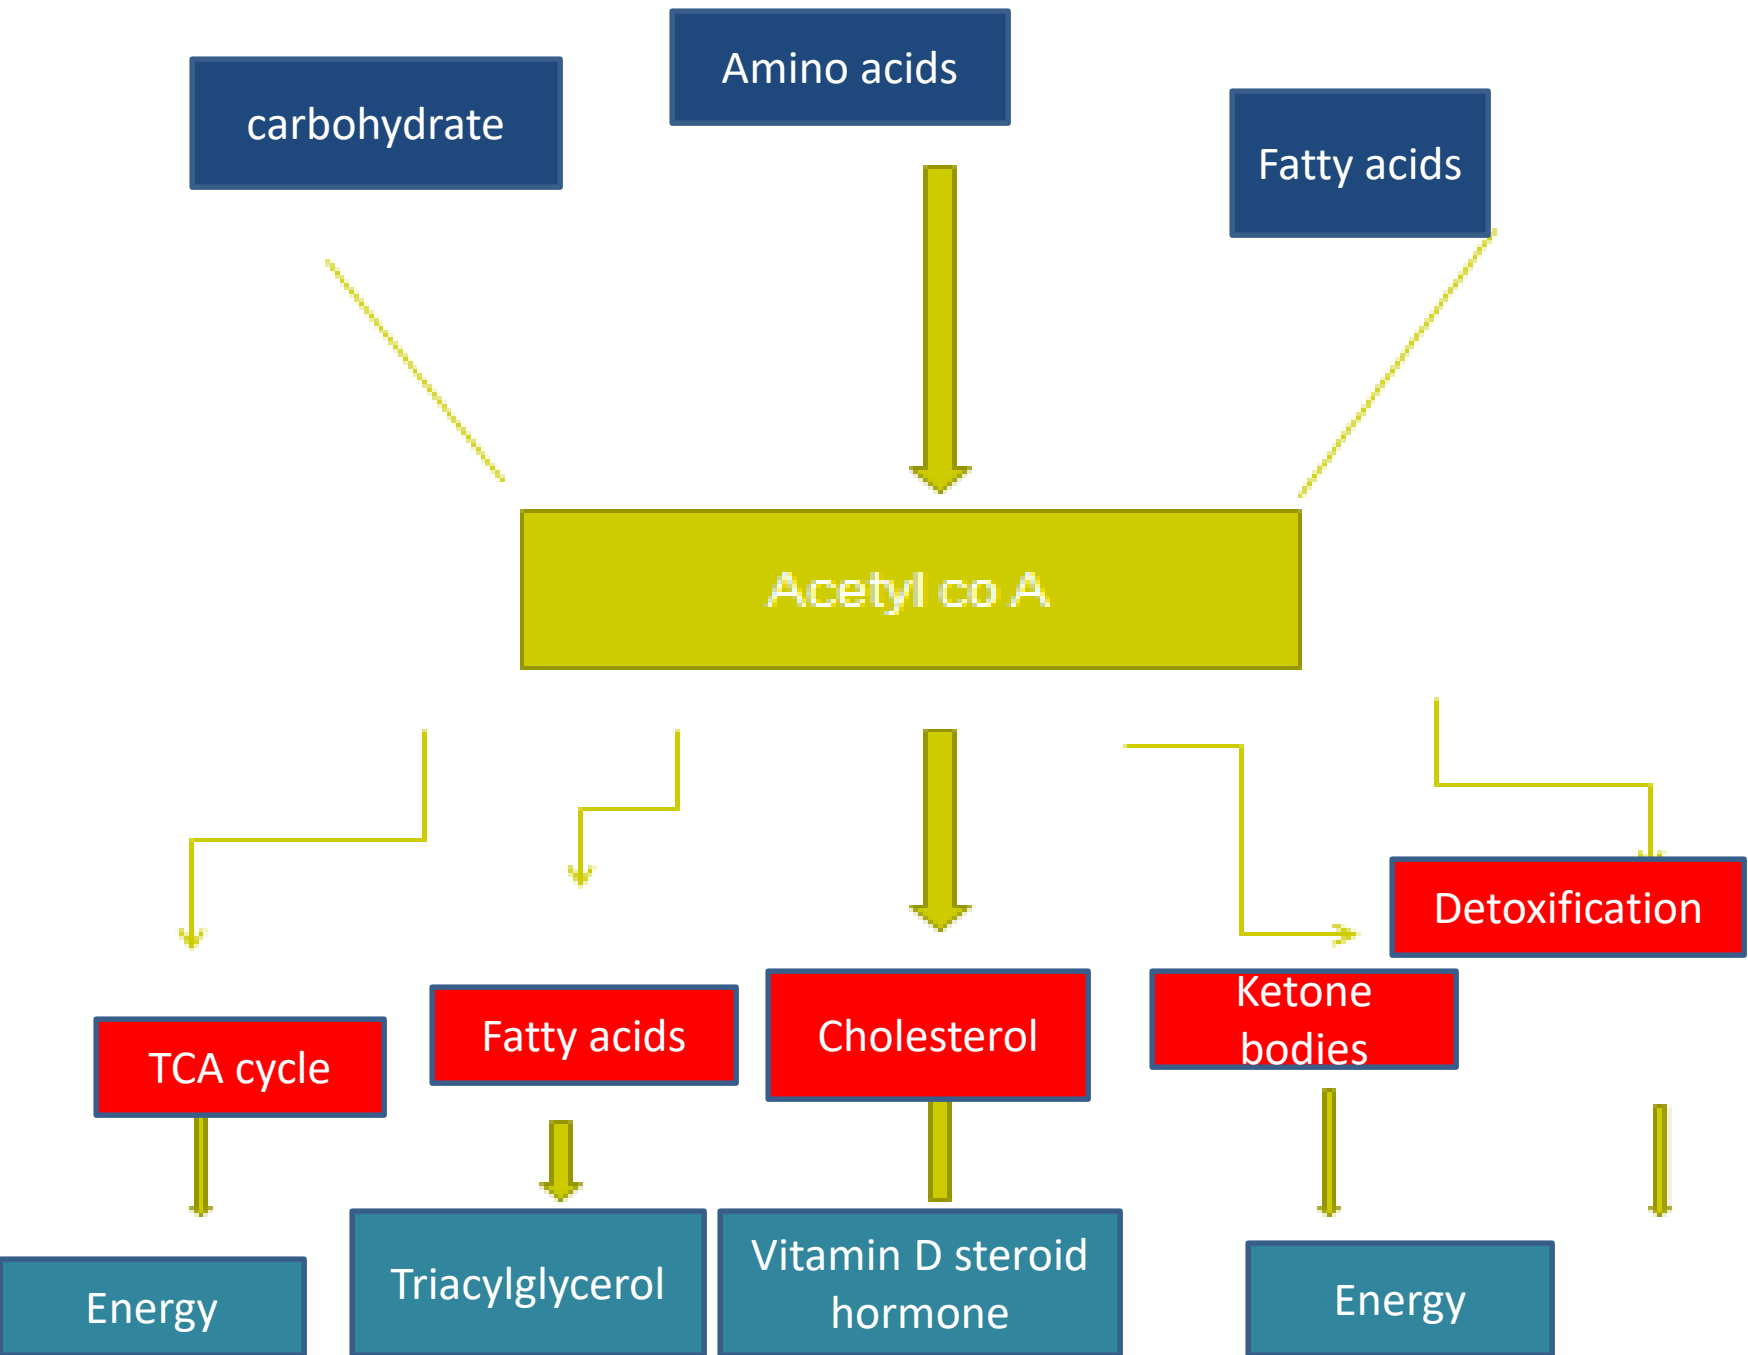 Amino acids
carbohydrate
Fatty acids
Acetyl co A
Detoxification
Ketone
bodies
Cholesterol
Fatty acids
TCA cycle
Vitamin D steroid
hormone
Triacylglycerol
Energy
Energy